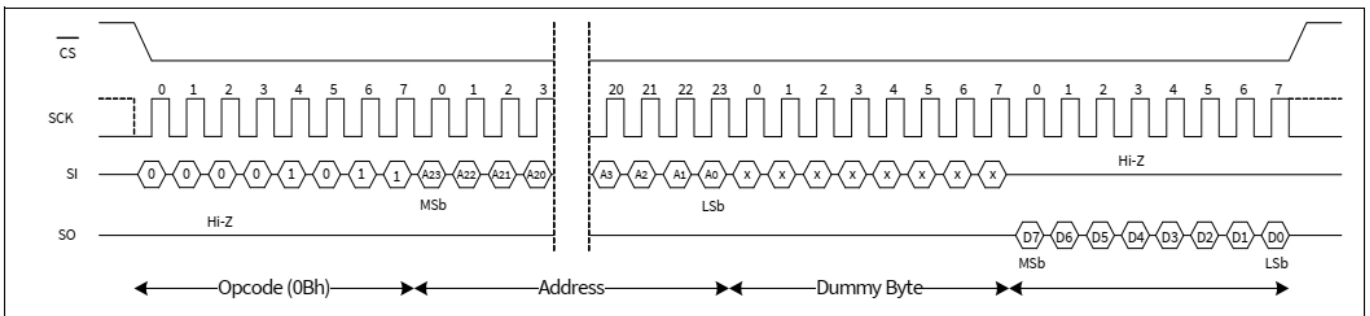 CS
0 1 2 3 4 5 6 7 0 1 2 3 20 21 22 23 0 1 2 3 4 5 6 7 0 1 2 3 4 5 6 7
SCK
Hi-Z
SI 0 0 0 0 1 0 1 1 A23 A22 A21 A20 A3 A2 A1 A0 X X X X X X X X
MSb LSb
Hi-Z
SO D7 D6 D5 D4 D3 D2 D1 D0
MSb LSb
Opcode (0Bh) Address Dummy Byte